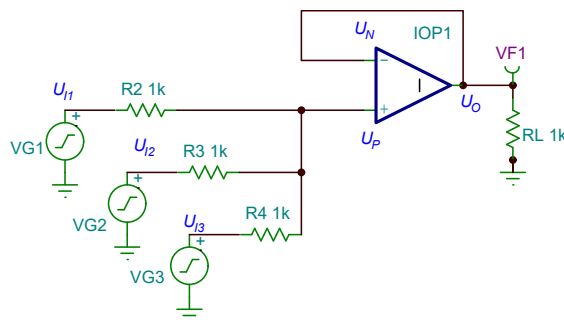 U_N IOP1
VF1
U_I1 R2 1k
U_O
VG1 U_I2 R3 1k U_P RL 1k
VG2 U_I3 R4 1k
VG3